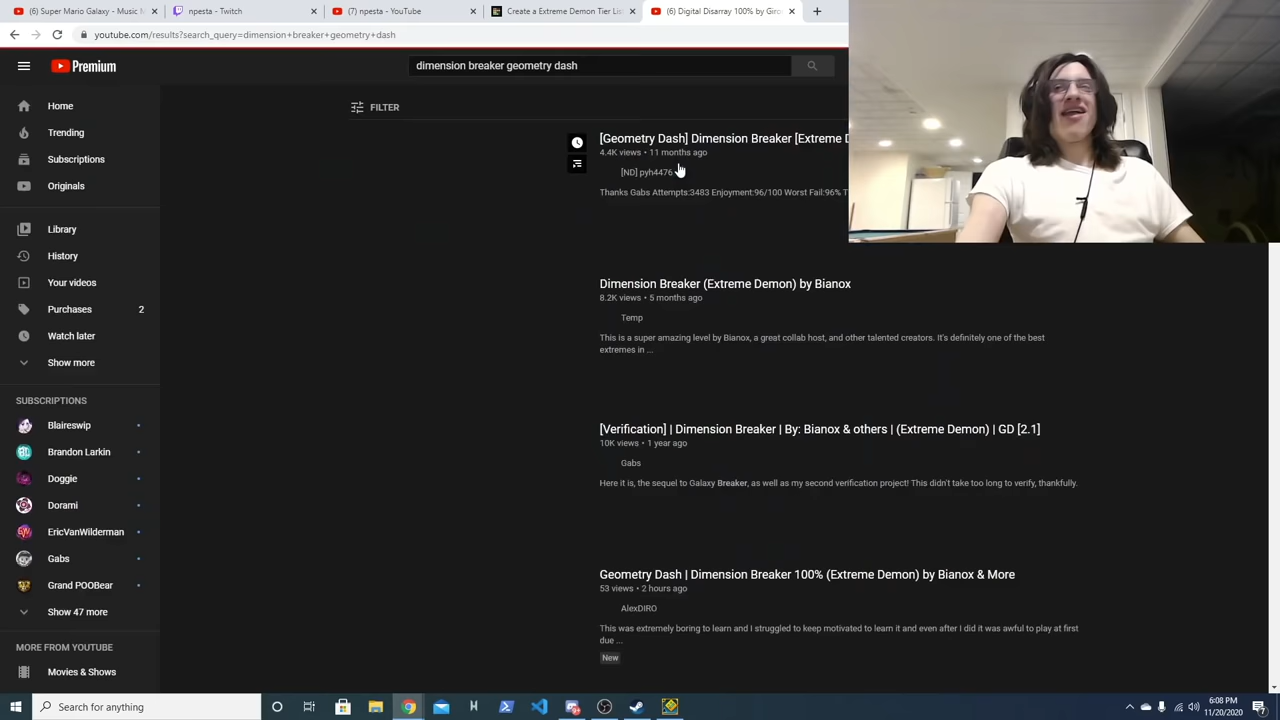 (6) Super Mario Galaxy - Music M
npesta - Twitch
(7) npesta - YouTube
Create a Extreme Demon Tier List
(6) Digital Disarray 100% by Giro
youtube.com/results?search_query=dimension+breaker+geometry+dash
Premium
dimension breaker geometry dash
FILTER
Home
Trending
Subscriptions
Originals
Library
History
Your videos
Purchases 2
Watch later
Show more
SUBSCRIPTIONS
Blaireswip
Brandon Larkin
Doggie
Dorami
EricVanWilderman
Gabs
Grand POOBear
Show 47 more
MORE FROM YOUTUBE
Movies & Shows
[Geometry Dash] Dimension Breaker [Extreme D
4.4K views • 11 months ago
[ND] pyh4476
Thanks Gabs Attempts:3483 Enjoyment:96/100 Worst Fail:96% T
Dimension Breaker (Extreme Demon) by Bianox
8.2K views • 5 months ago
Temp
This is a super amazing level by Bianox, a great collab host, and other talented creators. It's definitely one of the best
extremes in ...
[Verification] | Dimension Breaker | By: Bianox & others | (Extreme Demon) | GD [2.1]
10K views • 1 year ago
Gabs
Here it is, the sequel to Galaxy Breaker, as well as my second verification project! This didn't take too long to verify, thankfully.
Geometry Dash | Dimension Breaker 100% (Extreme Demon) by Bianox & More
53 views • 2 hours ago
AlexDIRO
This was extremely boring to learn and I struggled to keep motivated to learn it and even after I did it was awful to play at first
due ...
New
Search for anything
6:08 PM
11/20/2020